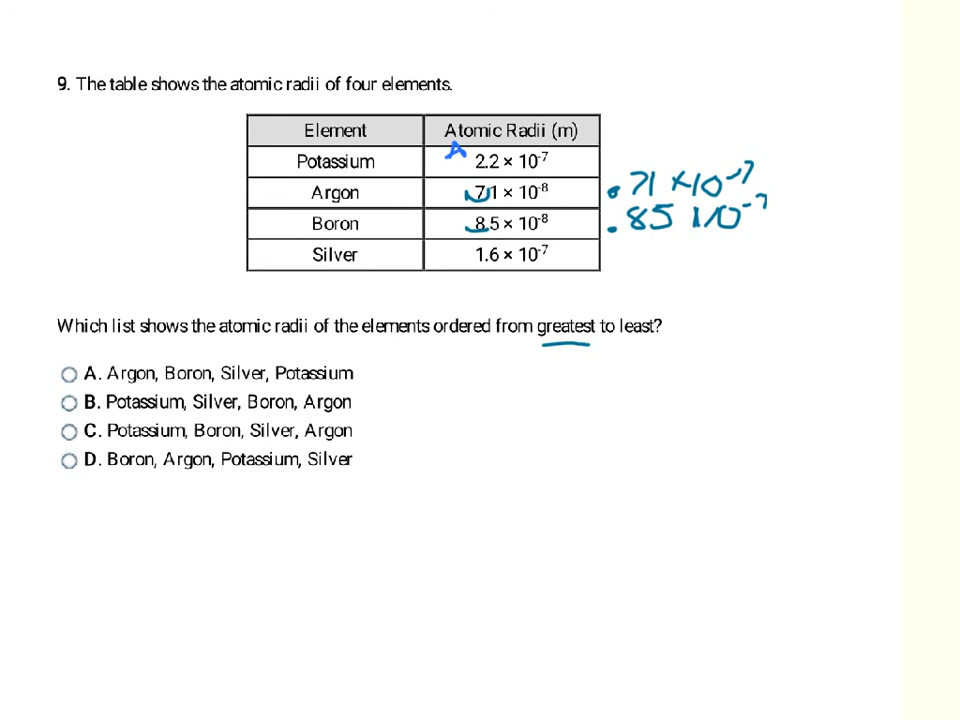 9. The table shows the atomic radii of four elements.
Element Atomic Radii (m)
Potassium 2.2 × 10⁻⁷
Argon 7.1 × 10⁻⁸ .71 × 10⁻⁷
Boron 8.5 × 10⁻⁸ .85 10⁻⁷
Silver 1.6 × 10⁻⁷
Which list shows the atomic radii of the elements ordered from greatest to least?
A. Argon, Boron, Silver, Potassium
B. Potassium, Silver, Boron, Argon
C. Potassium, Boron, Silver, Argon
D. Boron, Argon, Potassium, Silver